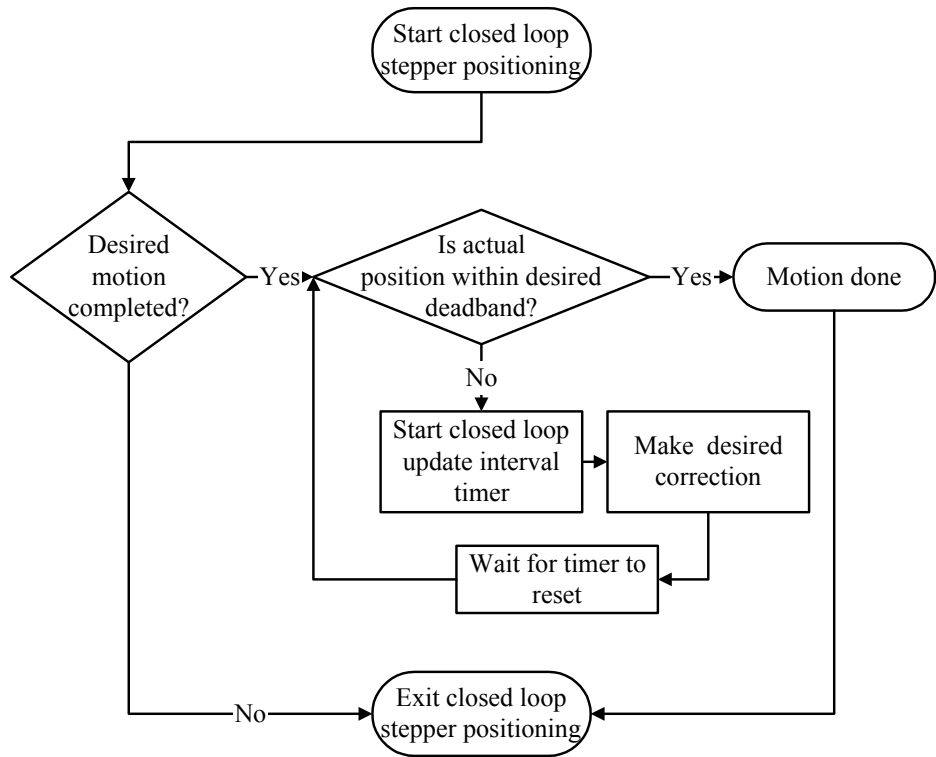 Start closed loop
stepper positioning
Desired
motion
completed?
Yes
Is actual
position within desired
deadband?
Yes
Motion done
No
Start closed loop
update interval
timer
Make desired
correction
Wait for timer to
reset
No
Exit closed loop
stepper positioning